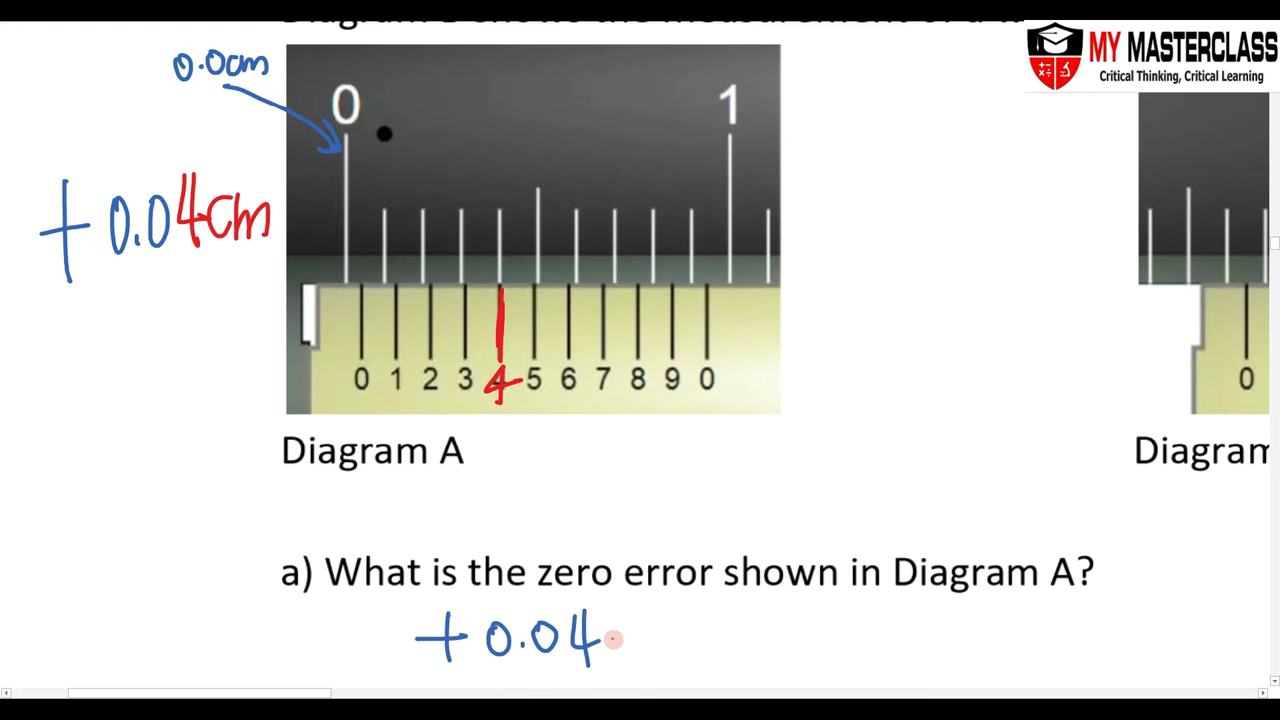 MY MASTERCLASS
Critical Thinking, Critical Learning
0.0cm
0 1
+0.04cm
0 1 2 3 4 5 6 7 8 9 0
0
Diagram A
Diagram
a) What is the zero error shown in Diagram A?
+0.04